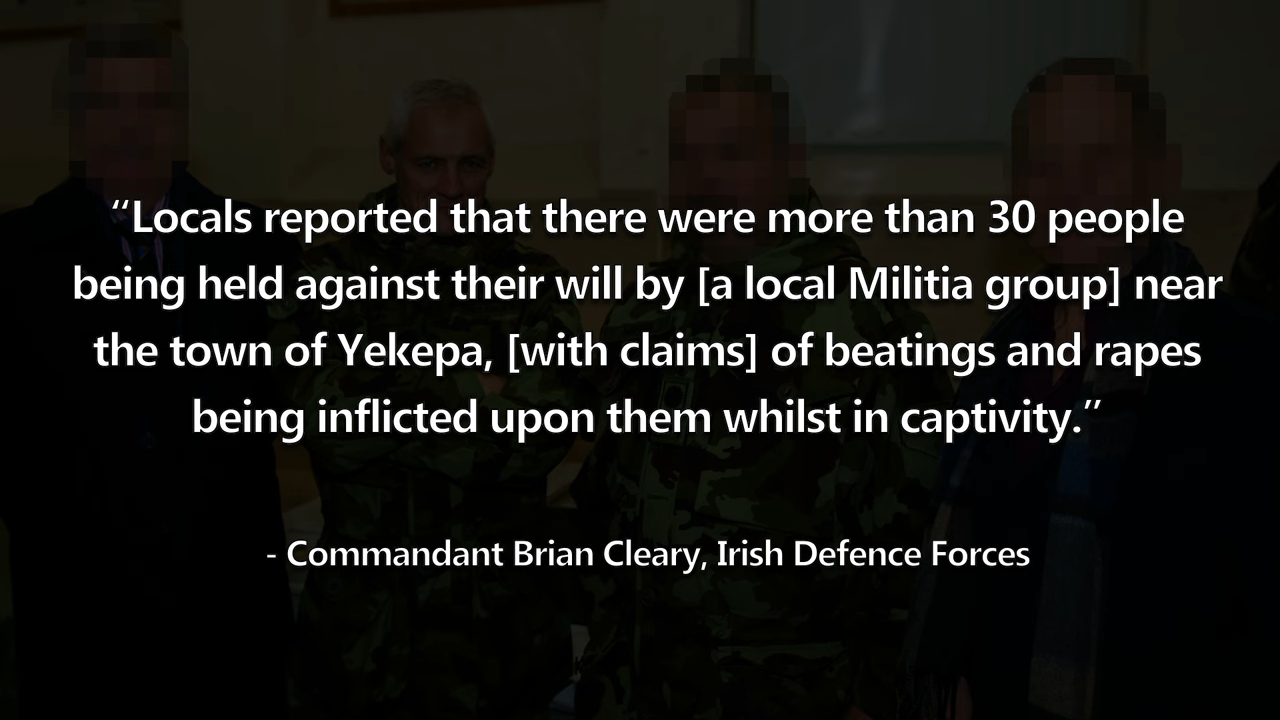 “Locals reported that there were more than 30 people
being held against their will by [a local Militia group] near
the town of Yekepa, [with claims] of beatings and rapes
being inflicted upon them whilst in captivity.”
- Commandant Brian Cleary, Irish Defence Forces